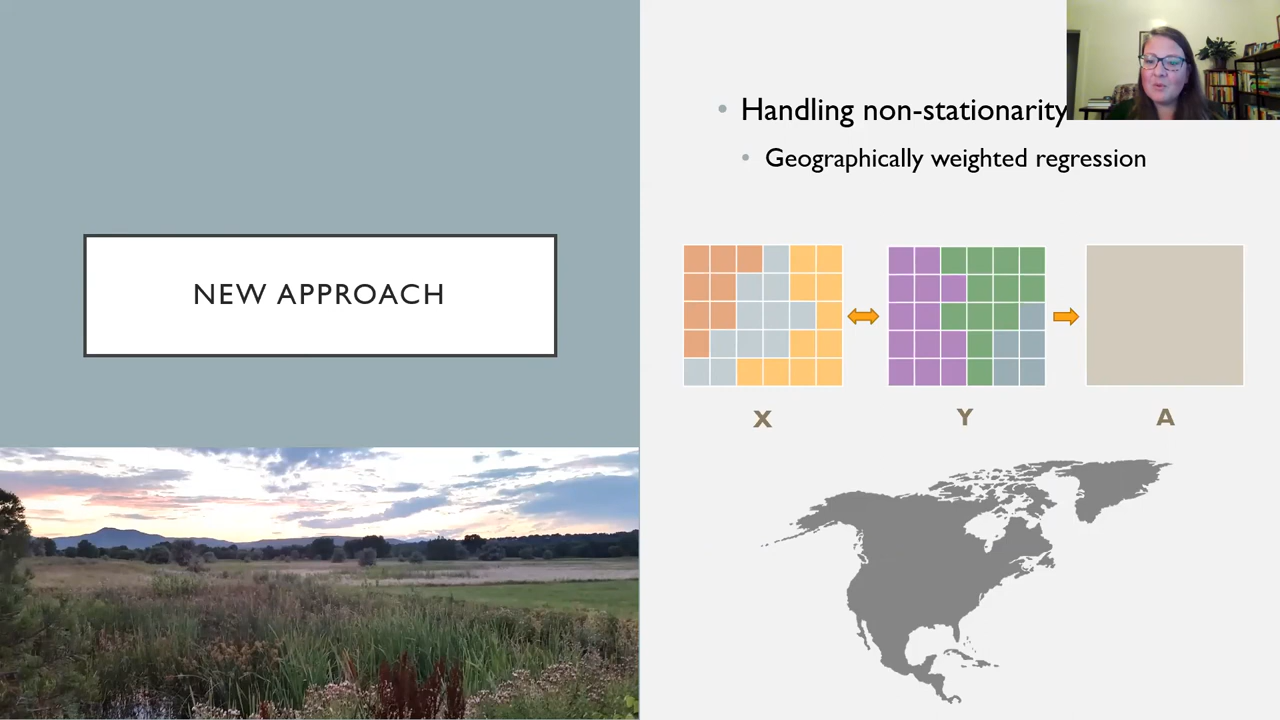 NEW APPROACH
Handling non-stationarity
Geographically weighted regression
X
Y
A